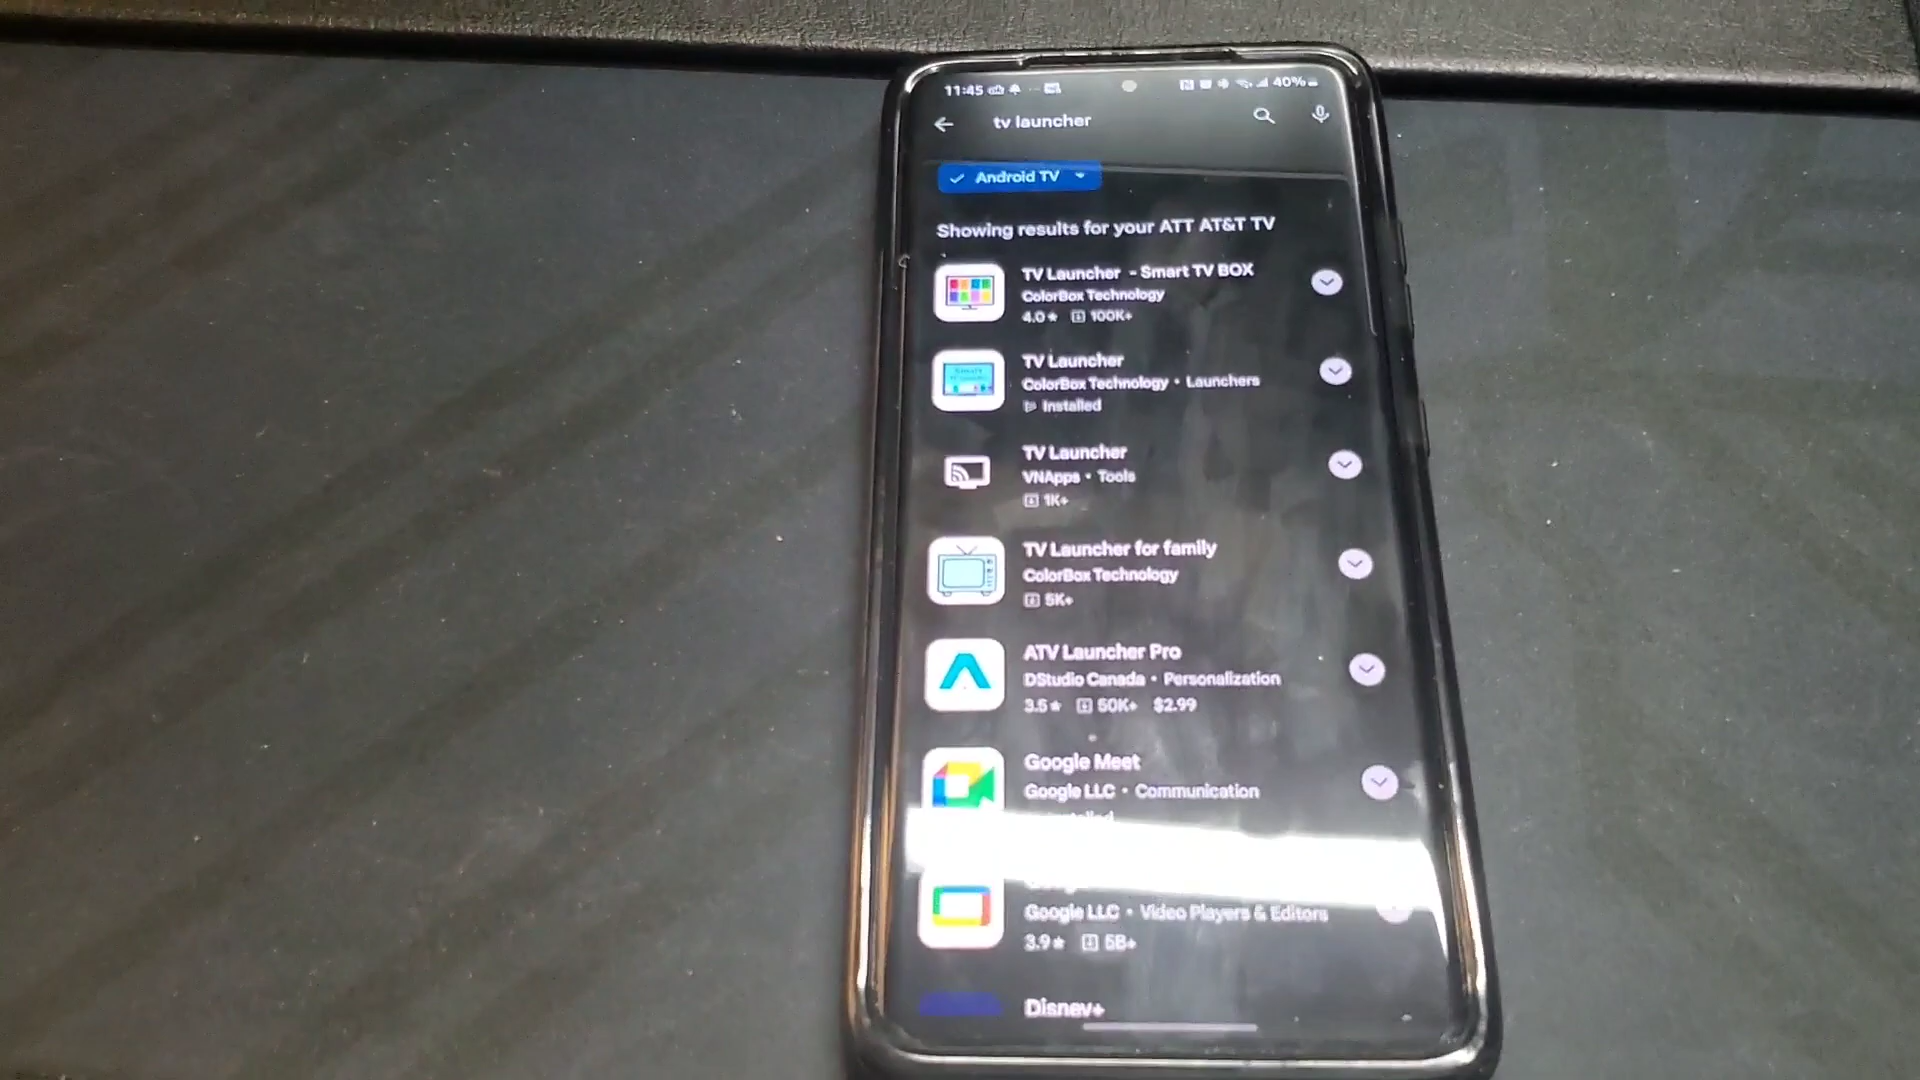 11:45
40%
tv launcher
Android TV
Showing results for your ATT AT&T TV
TV Launcher - Smart TV BOX
ColorBox Technology
4.0★ 100K+
TV Launcher
ColorBox Technology • Launchers
Installed
TV Launcher
VNApps • Tools
1K+
TV Launcher for family
ColorBox Technology
5K+
ATV Launcher Pro
DStudio Canada • Personalization
3.5★ 50K+ $2.99
Google Meet
Google LLC • Communication
Google LLC • Video Players & Editors
3.9★ 5B+
Disney+